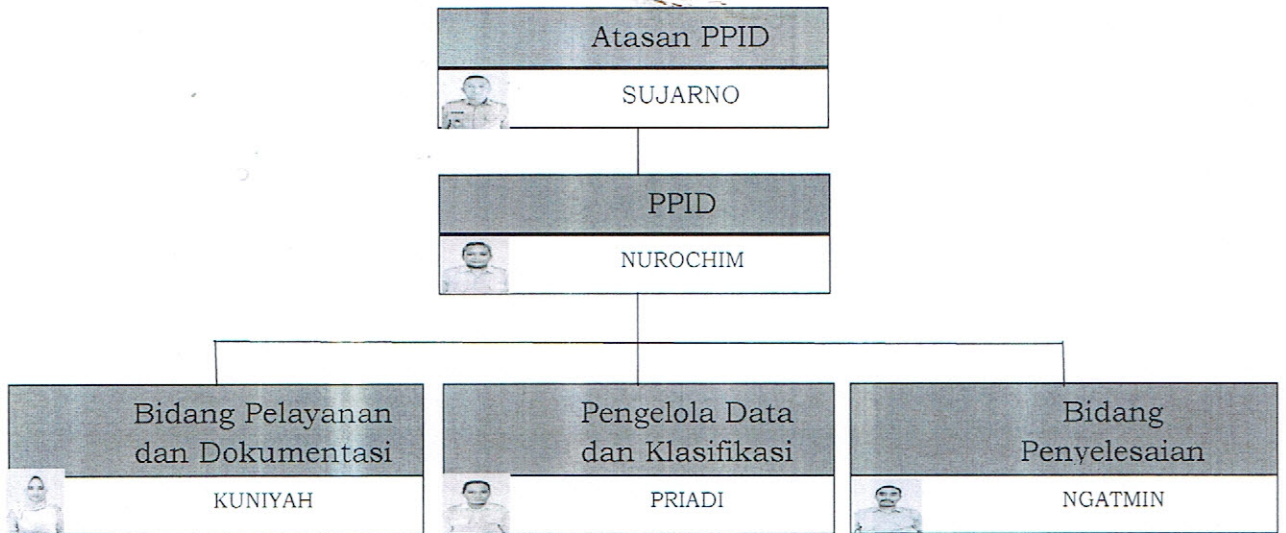 Atasan PPID
SUJARNO
PPID
NUROCHIM
Bidang Pelayanan
dan Dokumentasi
KUNIYAH
Pengelola Data
dan Klasifikasi
PRIADI
Bidang
Penyelesaian
NGATMIN